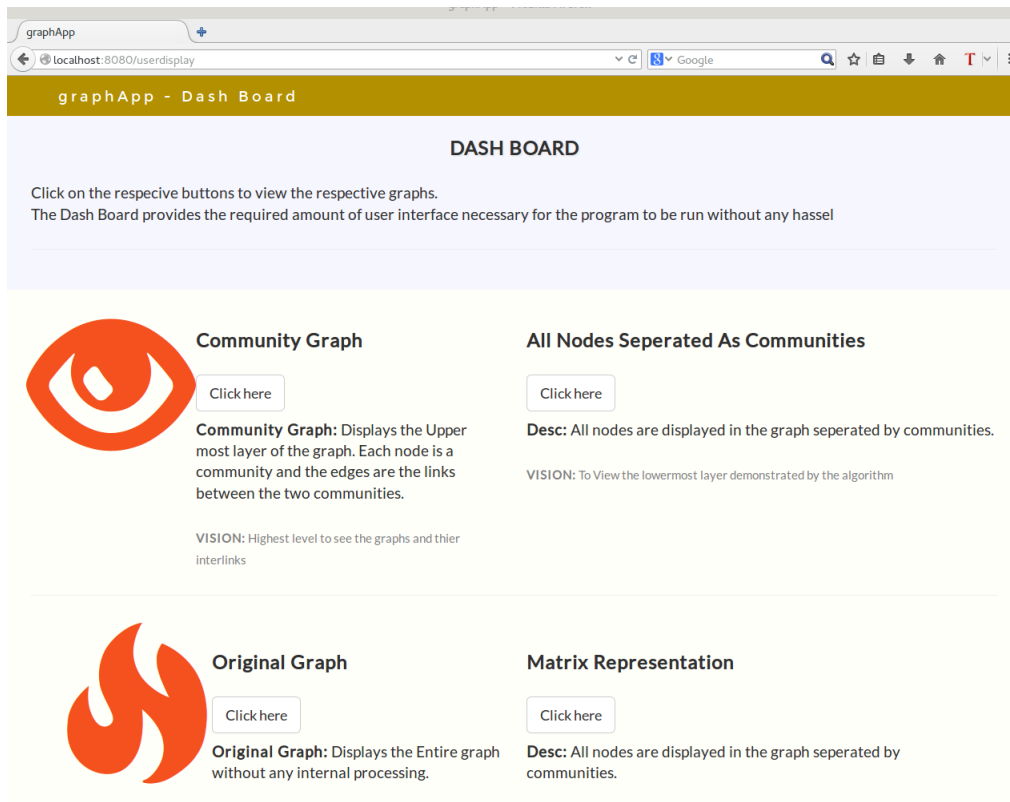 graphApp
localhost:8080/userdisplay
Google
graphApp - Dash Board
DASH BOARD
Click on the respecive buttons to view the respective graphs.
The Dash Board provides the required amount of user interface necessary for the program to be run without any hassel
Community Graph
Click here
Community Graph: Displays the Upper
most layer of the graph. Each node is a
community and the edges are the links
between the two communities.
VISION: Highest level to see the graphs and thier
interlinks
All Nodes Seperated As Communities
Click here
Desc: All nodes are displayed in the graph seperated by communities.
VISION: To View the lowermost layer demonstrated by the algorithm
Original Graph
Click here
Original Graph: Displays the Entire graph
without any internal processing.
Matrix Representation
Click here
Desc: All nodes are displayed in the graph seperated by
communities.